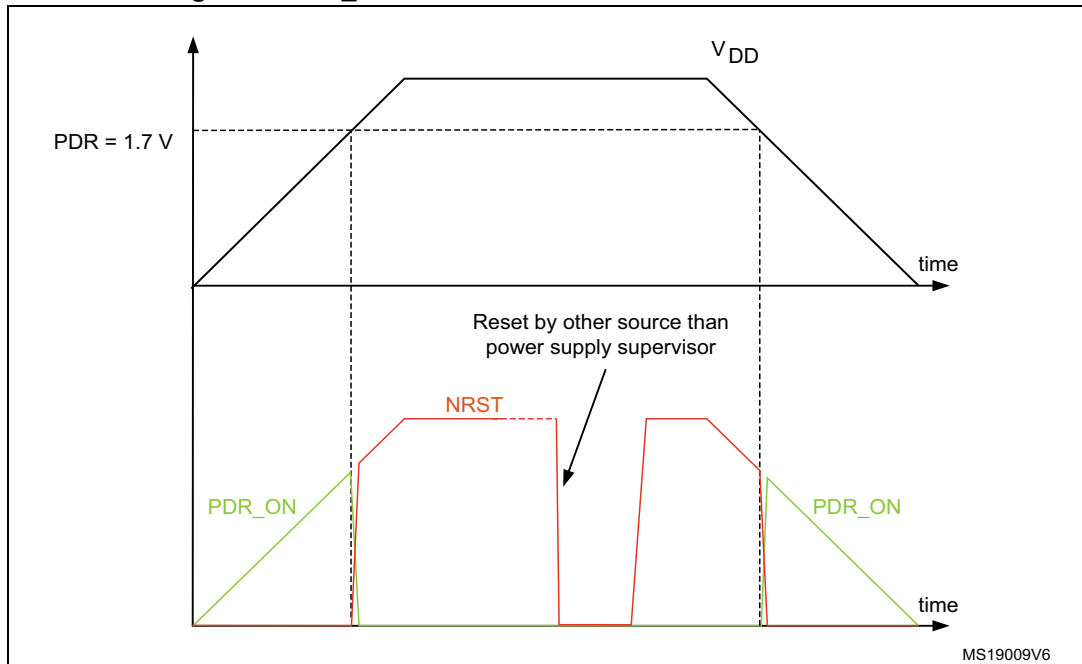 V DD
PDR = 1.7 V
time
Reset by other source than
power supply supervisor
NRST
PDR_ON
PDR_ON
time
MS19009V6